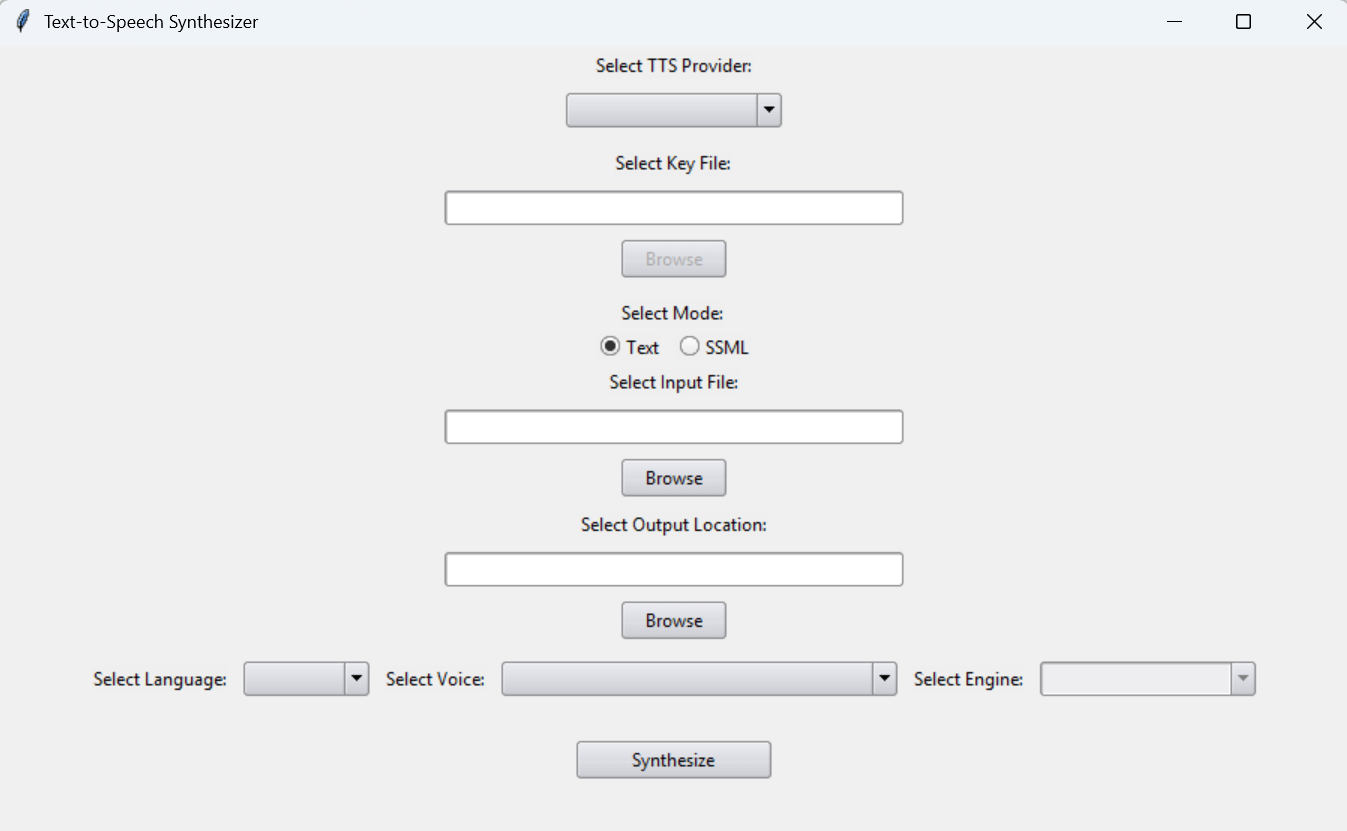 Text-to-Speech Synthesizer
Select TTS Provider:
Select Key File:
Browse
Select Mode:
Text SSML
Select Input File:
Browse
Select Output Location:
Browse
Select Language: Select Voice: Select Engine:
Synthesize